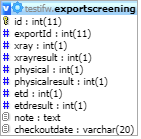 testifw.exportscreening
id : int(11)
exportId : int(11)
xray : int(1)
xrayresult : int(1)
physical : int(1)
physicalresult : int(1)
etd : int(1)
etdresult : int(1)
note : text
checkoutdate : varchar(20)